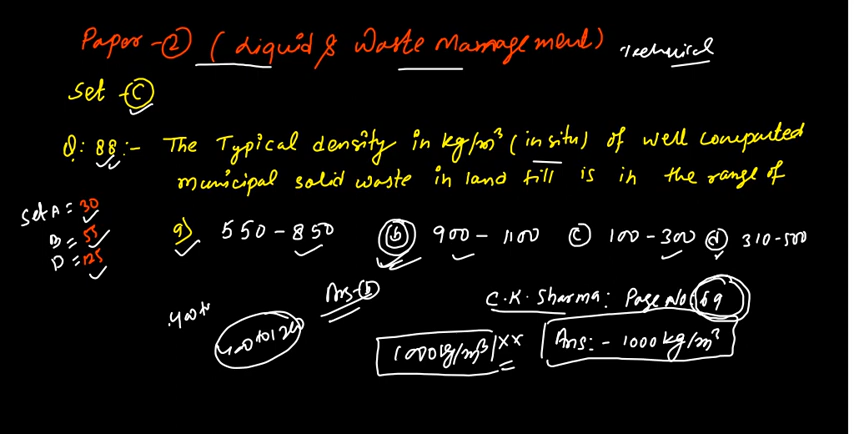 Paper-② (Liquid & Waste Management) Technical
Set-Ⓒ
Q: 88:- The Typical density in kg/m³ (in situ) of well compacted
municipal solid waste in land fill is in the range of
Set A = 30
B = 55
D = 125
a) 550-850 ⓑ 900-1100 ⓒ 100-300 ⓓ 310-500
Ans-ⓑ
C.K. Sharma: Page No: 69
1000kg/m³ xx
Ans:- 1000 kg/m³